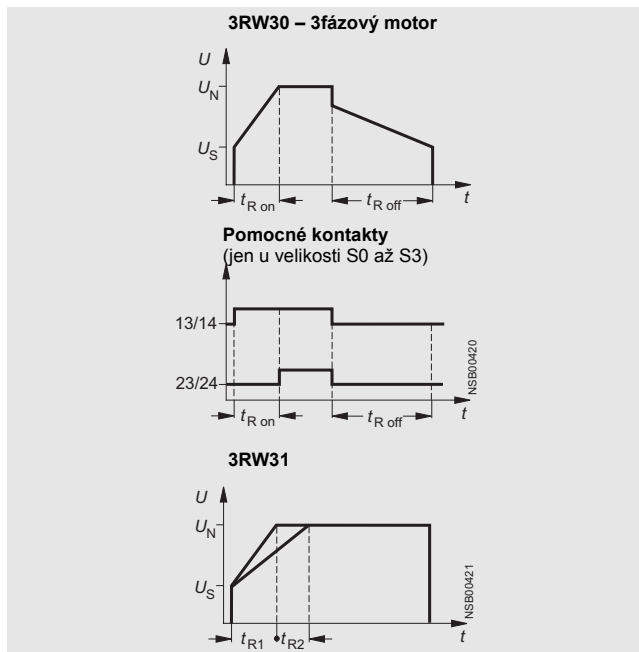 3RW30 – 3fázový motor
U
U_N
U_S
t_R on
t_R off
t
Pomocné kontakty
(jen u velikosti S0 až S3)
13/14
23/24
t_R on
t_R off
t
NSB00420
3RW31
U
U_N
U_S
t_R1
t_R2
t
NSB00421